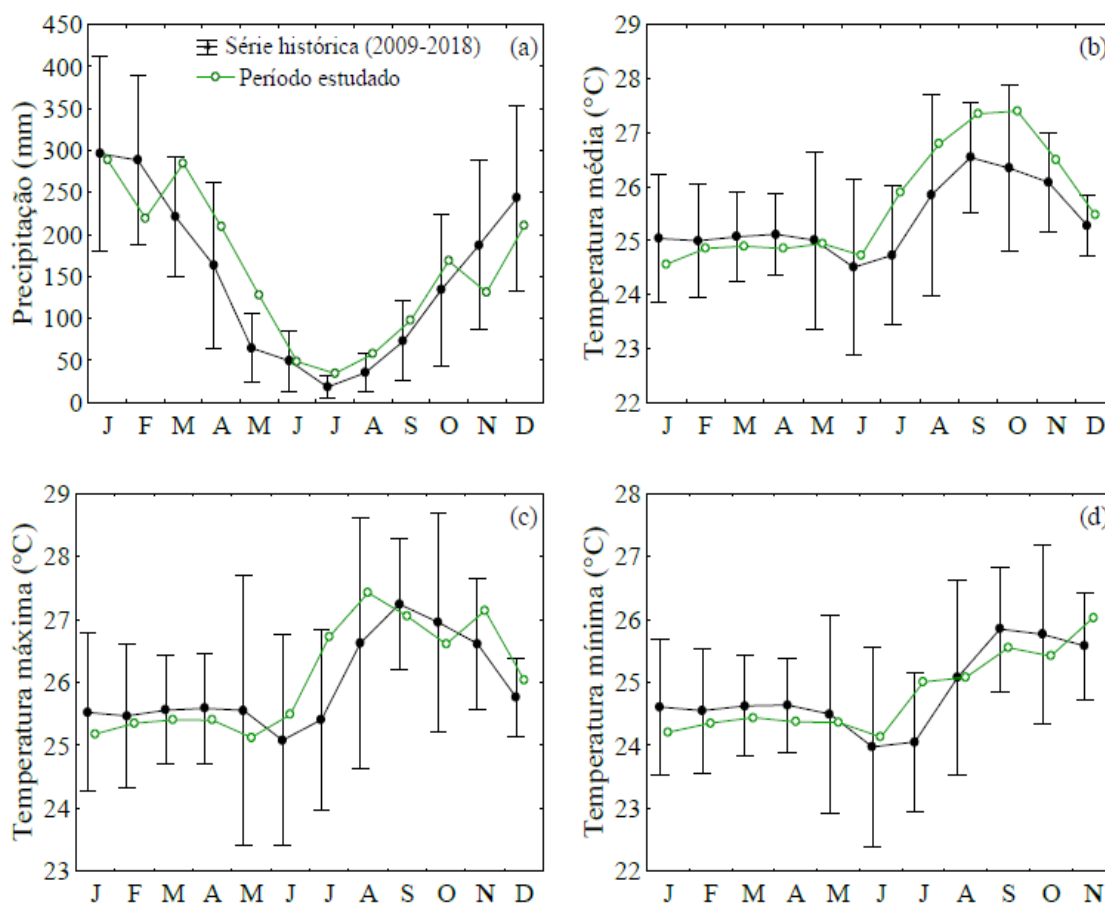 Precipitação (mm)
450
400
350
300
250
200
150
100
50
0
Série histórica (2009-2018)
Período estudado
(a)
J F M A M J J A S O N D
Temperatura média (°C)
29
28
27
26
25
24
23
22
(b)
J F M A M J J A S O N D
Temperatura máxima (°C)
29
28
27
26
25
24
23
(c)
J F M A M J J A S O N D
Temperatura mínima (°C)
28
27
26
25
24
23
22
(d)
J F M A M J J A S O N